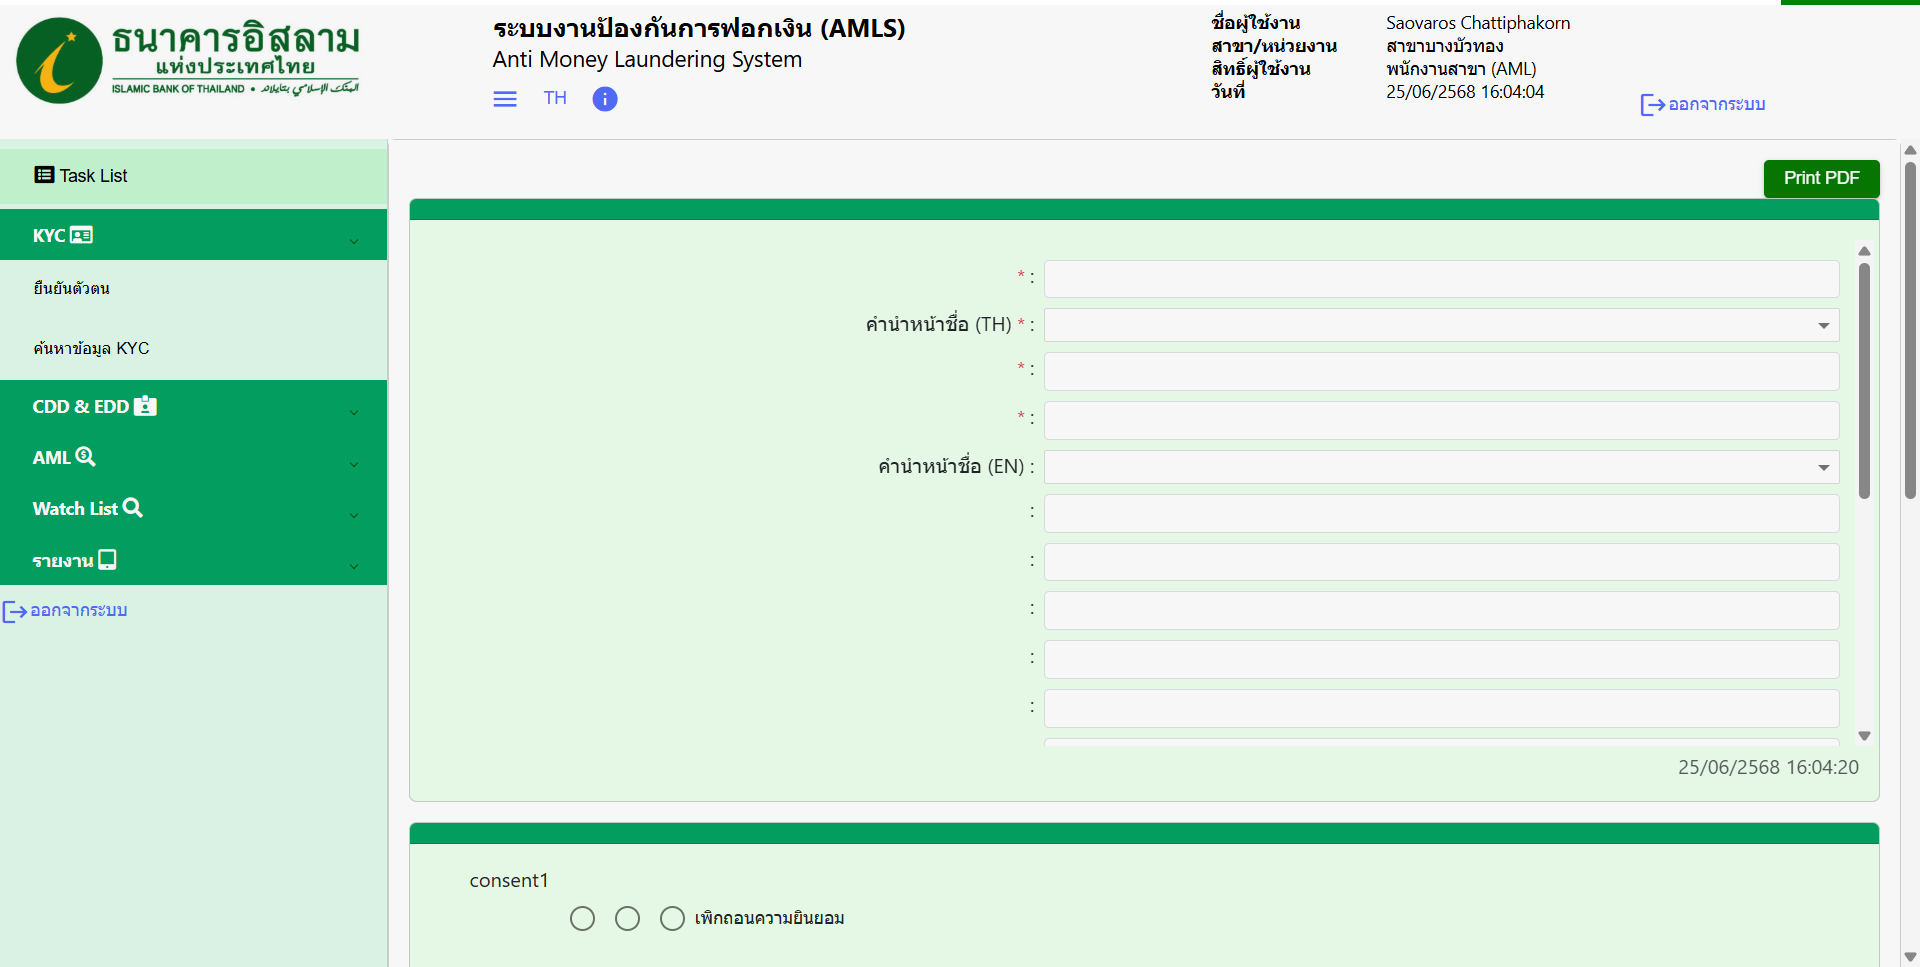 ธนาคารอิสลาม
แห่งประเทศไทย
ISLAMIC BANK OF THAILAND •
ระบบงานป้องกันการฟอกเงิน (AMLS)
Anti Money Laundering System
TH
ชื่อผู้ใช้งาน Saovaros Chattiphakorn
สาขา/หน่วยงาน สาขาบางบัวทอง
สิทธิ์ผู้ใช้งาน พนักงานสาขา (AML)
วันที่ 25/06/2568 16:04:04
ออกจากระบบ
Task List
KYC
ยืนยันตัวตน
ค้นหาข้อมูล KYC
CDD & EDD
AML
Watch List
รายงาน
ออกจากระบบ
Print PDF
* :
คำนำหน้าชื่อ (TH) * :
* :
* :
คำนำหน้าชื่อ (EN) :
:
:
:
:
:
25/06/2568 16:04:20
consent1
เพิกถอนความยินยอม